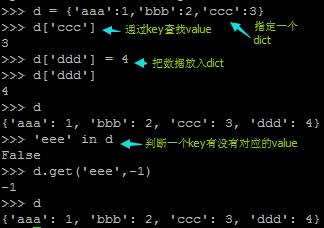 >>> d = {'aaa':1,'bbb':2,'ccc':3}
>>> d['ccc'] 通过key查找value 指定一个
3 dict
>>> d['ddd'] = 4 把数据放入dict
>>> d['ddd']
4
>>> d
{'aaa': 1, 'bbb': 2, 'ccc': 3, 'ddd': 4}
>>> 'eee' in d 判断一个key有没有对应的value
False
>>> d.get('eee',-1)
-1
>>> d
{'aaa': 1, 'bbb': 2, 'ccc': 3, 'ddd': 4}